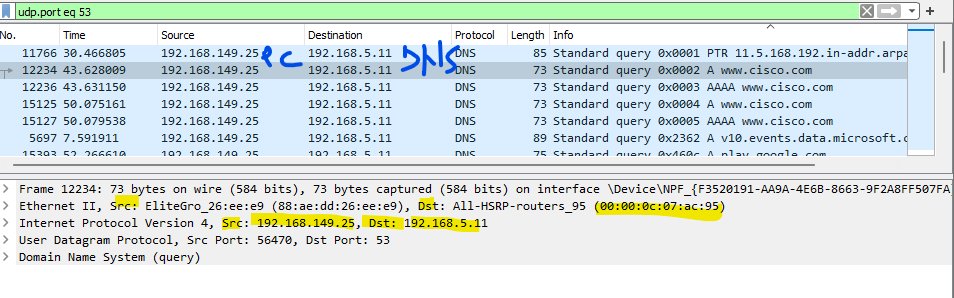 udp.port eq 53
No. Time Source Destination Protocol Length Info
11766 30.466805 192.168.149.25 PC 192.168.5.11 DNS DNS 85 Standard query 0x0001 PTR 11.5.168.192.in-addr.arpa
12234 43.628009 192.168.149.25 192.168.5.11 DNS 73 Standard query 0x0002 A www.cisco.com
12236 43.631150 192.168.149.25 192.168.5.11 DNS 73 Standard query 0x0003 AAAA www.cisco.com
15125 50.075161 192.168.149.25 192.168.5.11 DNS 73 Standard query 0x0004 A www.cisco.com
15127 50.079538 192.168.149.25 192.168.5.11 DNS 73 Standard query 0x0005 AAAA www.cisco.com
5697 7.591911 192.168.149.25 192.168.5.11 DNS 89 Standard query 0x2362 A v10.events.data.microsoft.c
15393 52.266610 192.168.149.25 192.168.5.11 DNS 75 Standard query 0x460c A play.google.com
Frame 12234: 73 bytes on wire (584 bits), 73 bytes captured (584 bits) on interface \Device\NPF_{F3520191-AA9A-4E6B-8663-9F2A8FF507FA
Ethernet II, Src: EliteGro_26:ee:e9 (88:ae:dd:26:ee:e9), Dst: All-HSRP-routers_95 (00:00:0c:07:ac:95)
Internet Protocol Version 4, Src: 192.168.149.25, Dst: 192.168.5.11
User Datagram Protocol, Src Port: 56470, Dst Port: 53
Domain Name System (query)